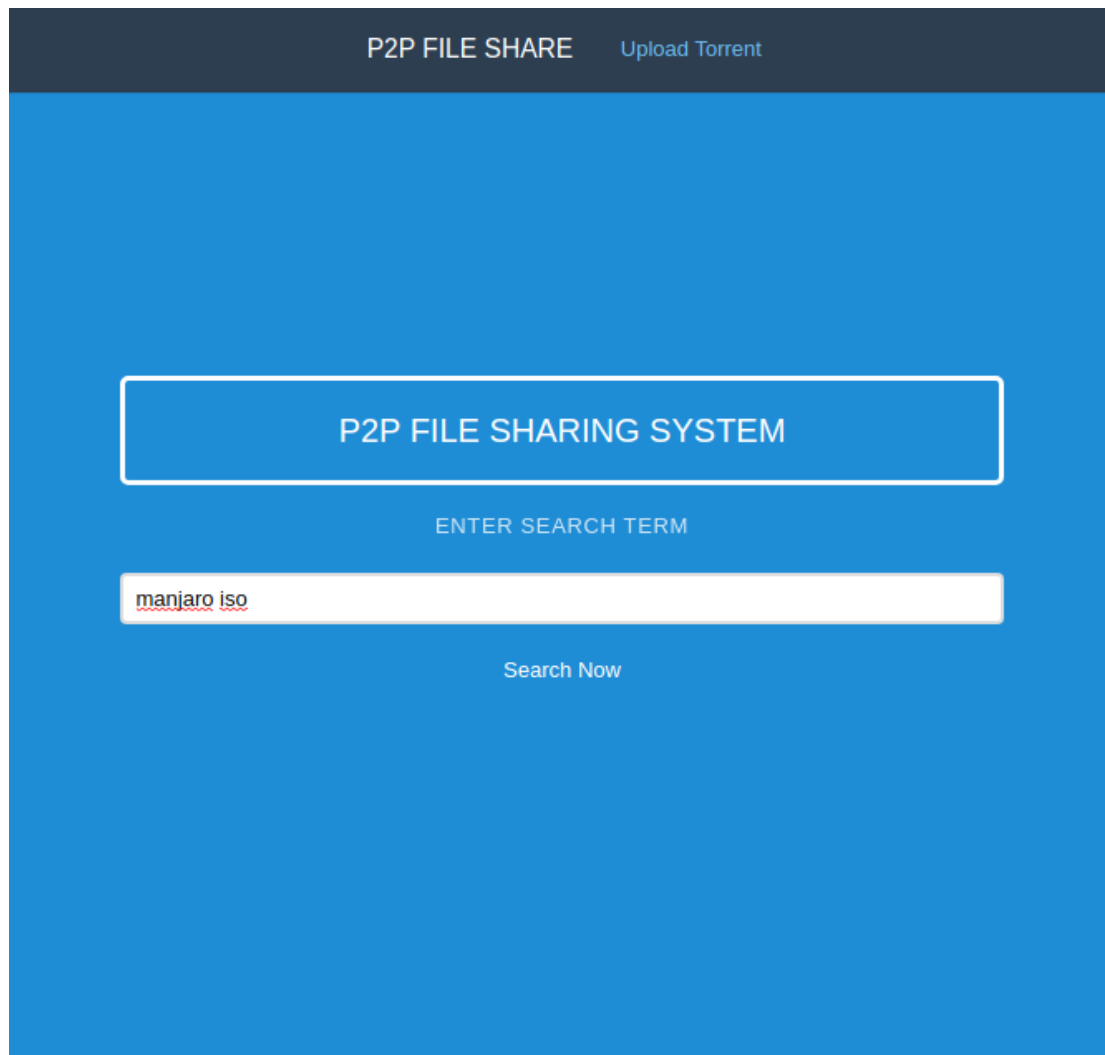 P2P FILE SHARE Upload Torrent
P2P FILE SHARING SYSTEM
ENTER SEARCH TERM
manjaro iso
Search Now